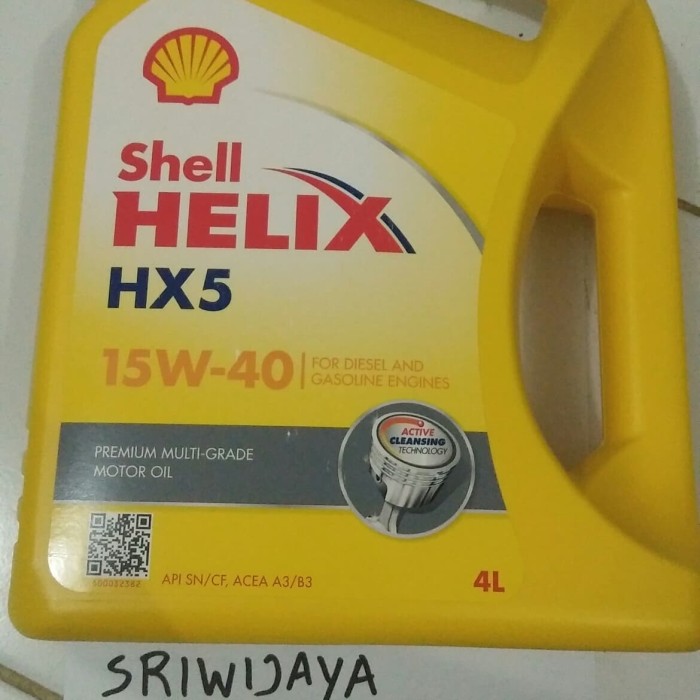 Shell
HELIX
HX5
15W-40
FOR DIESEL AND
GASOLINE ENGINES
PREMIUM MULTI-GRADE
MOTOR OIL
ACTIVE
CLEANSING
TECHNOLOGY
API SN/CF, ACEA A3/B3
4L
SRIWIJAYA